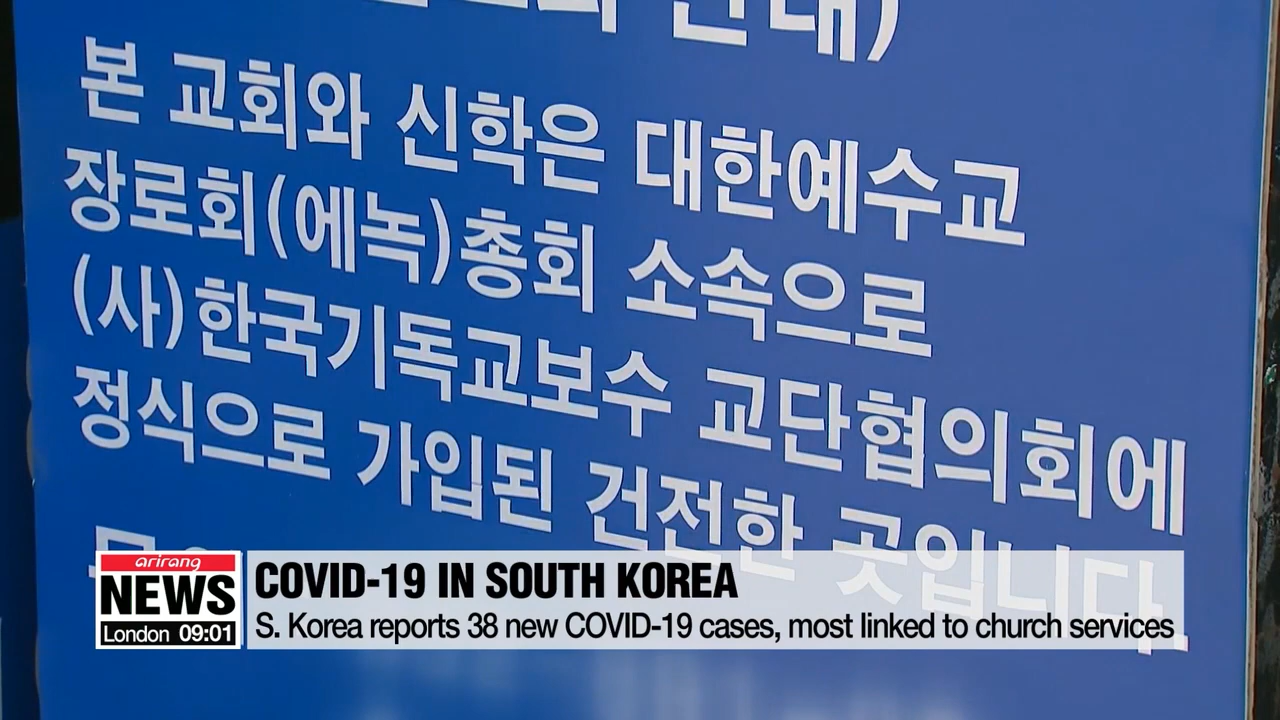 본 교회와 신학은 대한예수교
장로회(에녹)총회 소속으로
(사)한국기독교보수 교단협의회에
정식으로 가입된 건전한 곳입니다.
arirang
NEWS
London 09:01
COVID-19 IN SOUTH KOREA
S. Korea reports 38 new COVID-19 cases, most linked to church services